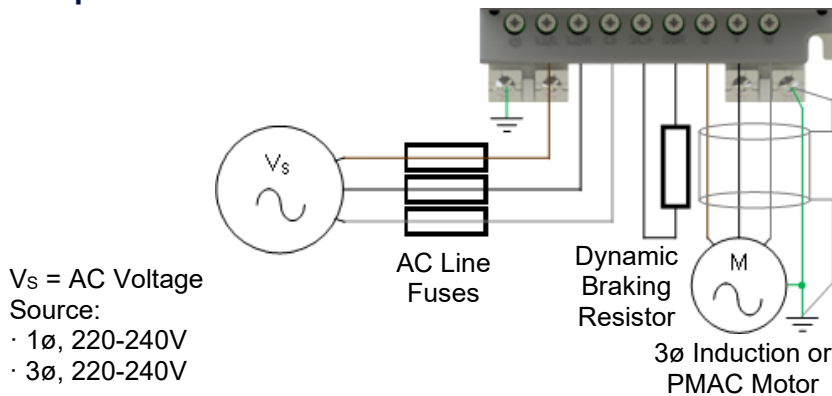 Vs
AC Line
Fuses
Dynamic
Braking
Resistor
M
3ø Induction or
PMAC Motor
Vs = AC Voltage
Source:
· 1ø, 220-240V
· 3ø, 220-240V